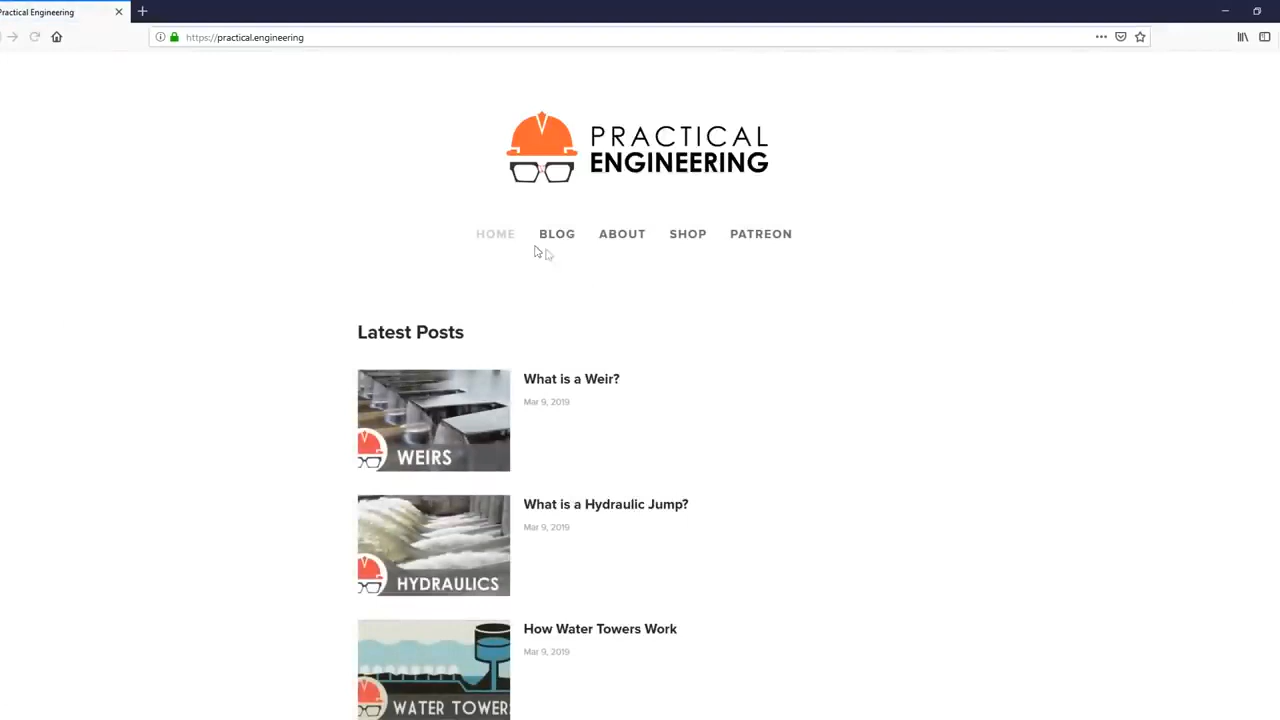 Practical Engineering
https://practical.engineering
PRACTICAL
ENGINEERING
HOME BLOG ABOUT SHOP PATREON
Latest Posts
What is a Weir?
Mar 9, 2019
WEIRS
What is a Hydraulic Jump?
Mar 9, 2019
HYDRAULICS
How Water Towers Work
Mar 9, 2019
WATER TOWERS